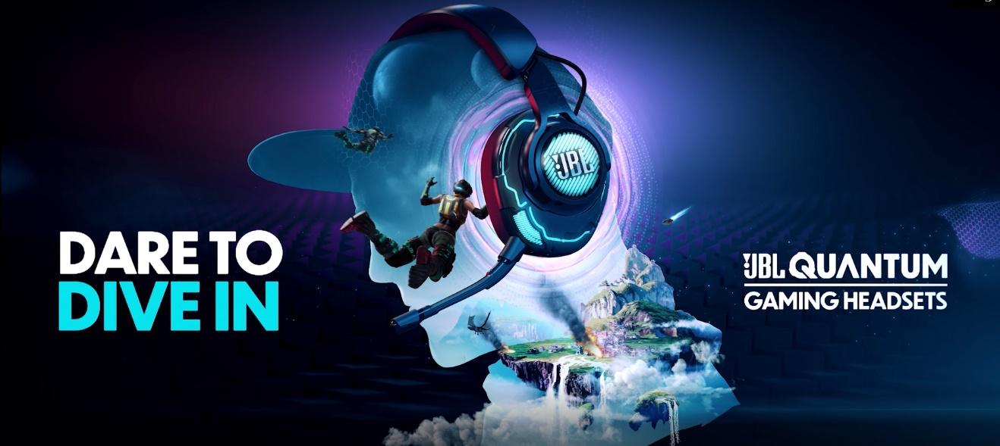 DARE TO
DIVE IN
JBL
JBL QUANTUM
GAMING HEADSETS